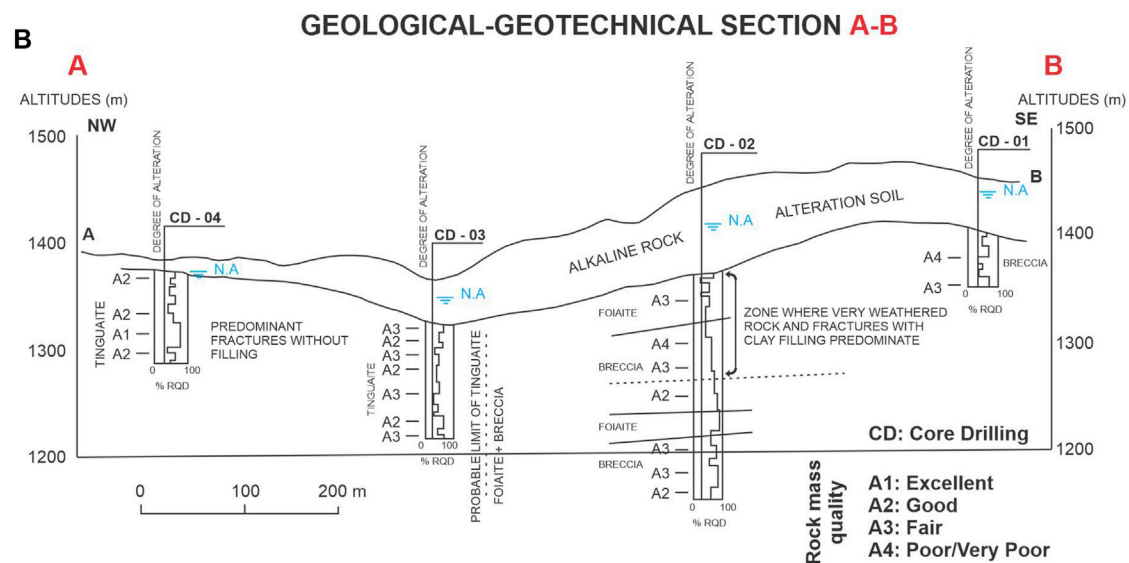 B
GEOLOGICAL-GEOTECHNICAL SECTION A-B
A
B
ALTITUDES (m)
ALTITUDES (m)
NW
SE
1500
1400
1300
1200
1500
1400
1300
1200
A
B
DEGREE OF ALTERATION
CD - 04
N.A
A2
A2
A1
A2
TINGUAITE
0
100
% RQD
PREDOMINANT
FRACTURES WITHOUT
FILLING
DEGREE OF ALTERATION
CD - 03
N.A
A3
A2
A3
A2
A3
A2
A3
TINGUAITE
0
100
% RQD
PROBABLE LIMIT OF TINGUAITE
FOIAITE + BRECCIA
ALKALINE ROCK
ALTERATION SOIL
DEGREE OF ALTERATION
CD - 02
N.A
A3
FOIAITE
A4
BRECCIA
A3
A2
FOIAITE
A3
BRECCIA
A3
A2
0
100
% RQD
ZONE WHERE VERY WEATHERED
ROCK AND FRACTURES WITH
CLAY FILLING PREDOMINATE
DEGREE OF ALTERATION
CD - 01
N.A
A4
BRECCIA
A3
0
100
% RQD
0
100
200 m
CD: Core Drilling
Rock mass
quality
A1: Excellent
A2: Good
A3: Fair
A4: Poor/Very Poor